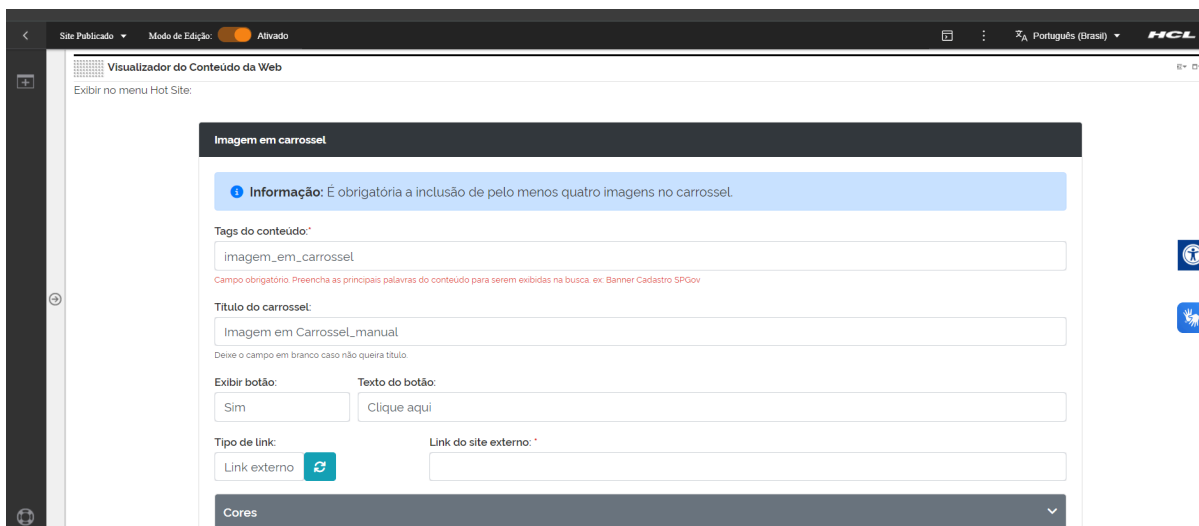 Site Publicado Modo de Edição: Ativado Português (Brasil) HCL
Visualizador do Conteúdo da Web
Exibir no menu Hot Site:
Imagem em carrossel
Informação: É obrigatória a inclusão de pelo menos quatro imagens no carrossel.
Tags do conteúdo:*
imagem_em_carrossel
Campo obrigatório. Preencha as principais palavras do conteúdo para serem exibidas na busca. ex: Banner Cadastro SPGov
Título do carrossel:
Imagem em Carrossel_manual
Deixe o campo em branco caso não queira título.
Exibir botão: Texto do botão:
Sim Clique aqui
Tipo de link: Link do site externo: *
Link externo
Cores